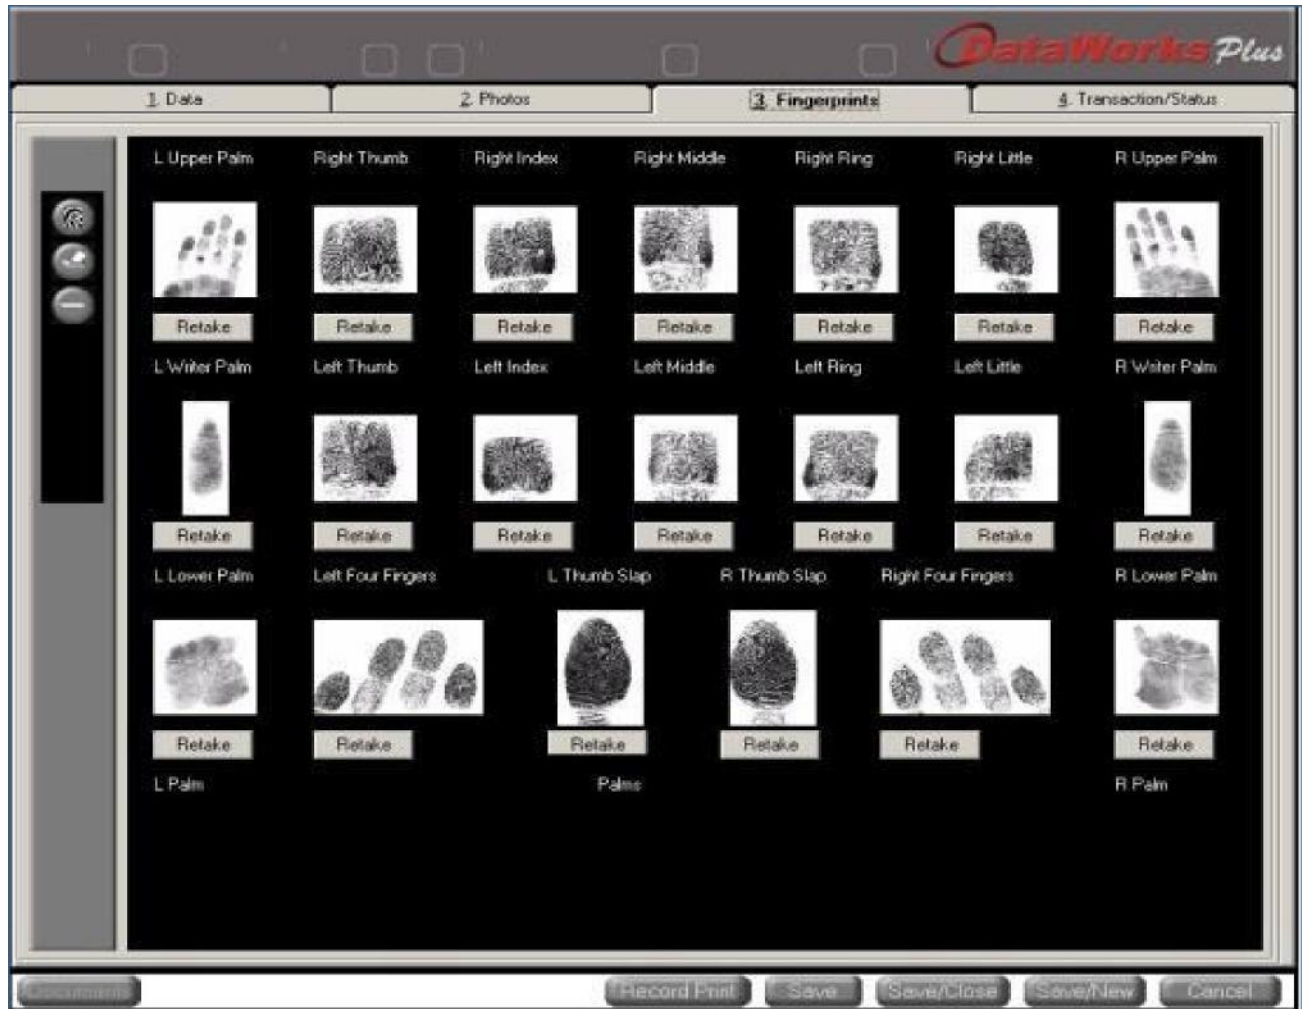 DataWorks Plus
1. Data 2. Photos 3. Fingerprints 4. Transaction/Status
L Upper Palm Right Thumb Right Index Right Middle Right Ring Right Little R Upper Palm
Retake Retake Retake Retake Retake Retake Retake
L Writer Palm Left Thumb Left Index Left Middle Left Ring Left Little R Writer Palm
Retake Retake Retake Retake Retake Retake Retake
L Lower Palm Left Four Fingers L Thumb Slap R Thumb Slap Right Four Fingers R Lower Palm
Retake Retake Retake Retake Retake Retake
L Palm Palms R Palm
Documents Record Print Save Save/Close Save/New Cancel